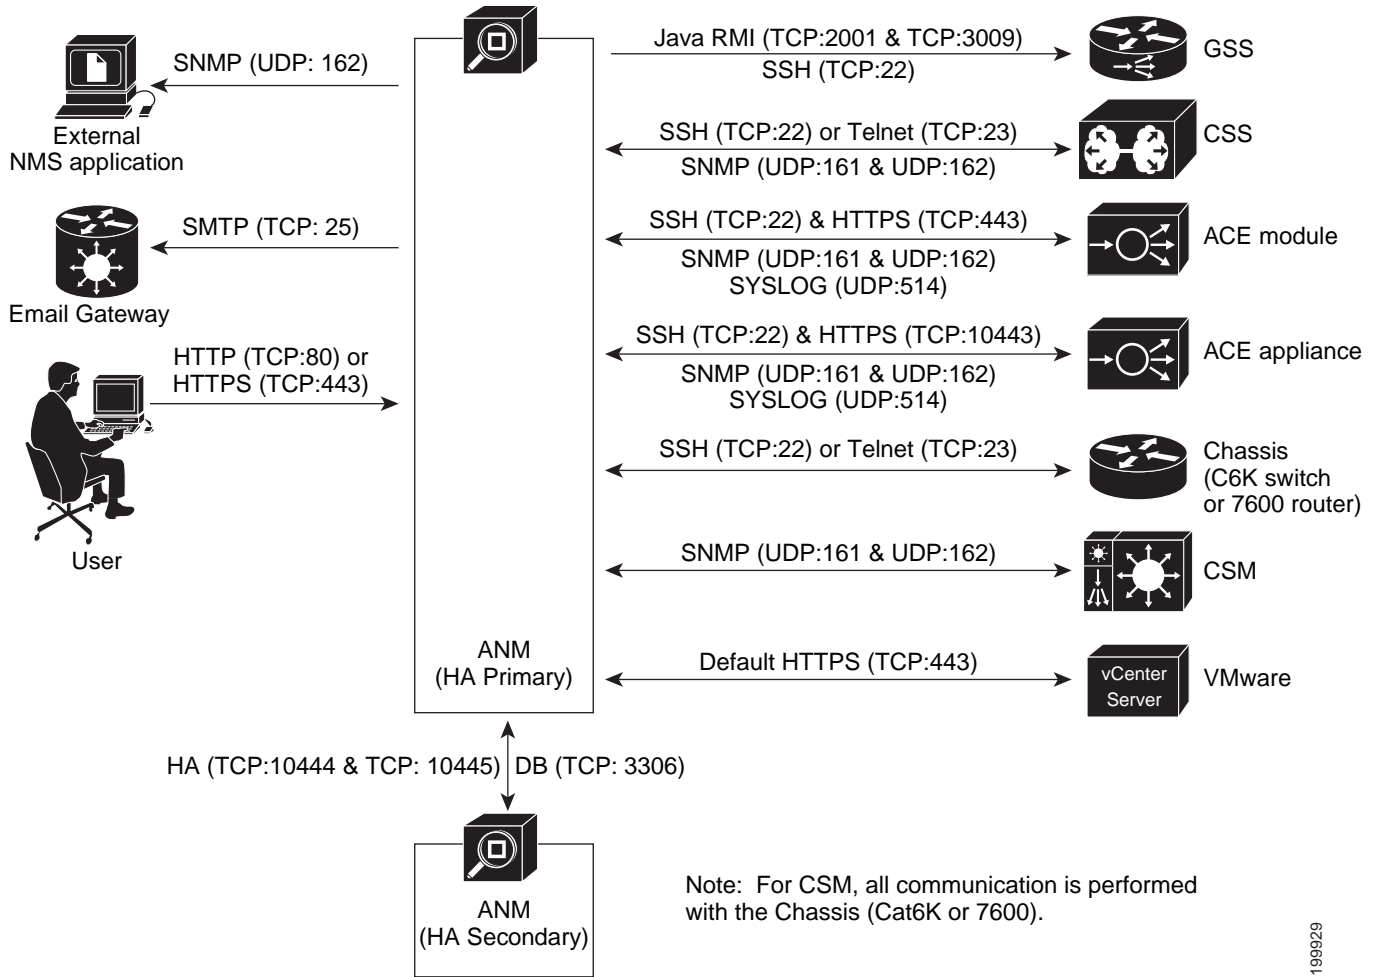 SNMP (UDP: 162)
External
NMS application
SMTP (TCP: 25)
Email Gateway
HTTP (TCP:80) or
HTTPS (TCP:443)
User
ANM
(HA Primary)
Java RMI (TCP:2001 & TCP:3009)
SSH (TCP:22)
GSS
SSH (TCP:22) or Telnet (TCP:23)
SNMP (UDP:161 & UDP:162)
CSS
SSH (TCP:22) & HTTPS (TCP:443)
SNMP (UDP:161 & UDP:162)
SYSLOG (UDP:514)
ACE module
SSH (TCP:22) & HTTPS (TCP:10443)
SNMP (UDP:161 & UDP:162)
SYSLOG (UDP:514)
ACE appliance
SSH (TCP:22) or Telnet (TCP:23)
Chassis
(C6K switch
or 7600 router)
SNMP (UDP:161 & UDP:162)
CSM
Default HTTPS (TCP:443)
vCenter
Server
VMware
HA (TCP:10444 & TCP: 10445)
DB (TCP: 3306)
ANM
(HA Secondary)
Note: For CSM, all communication is performed
with the Chassis (Cat6K or 7600).
199929